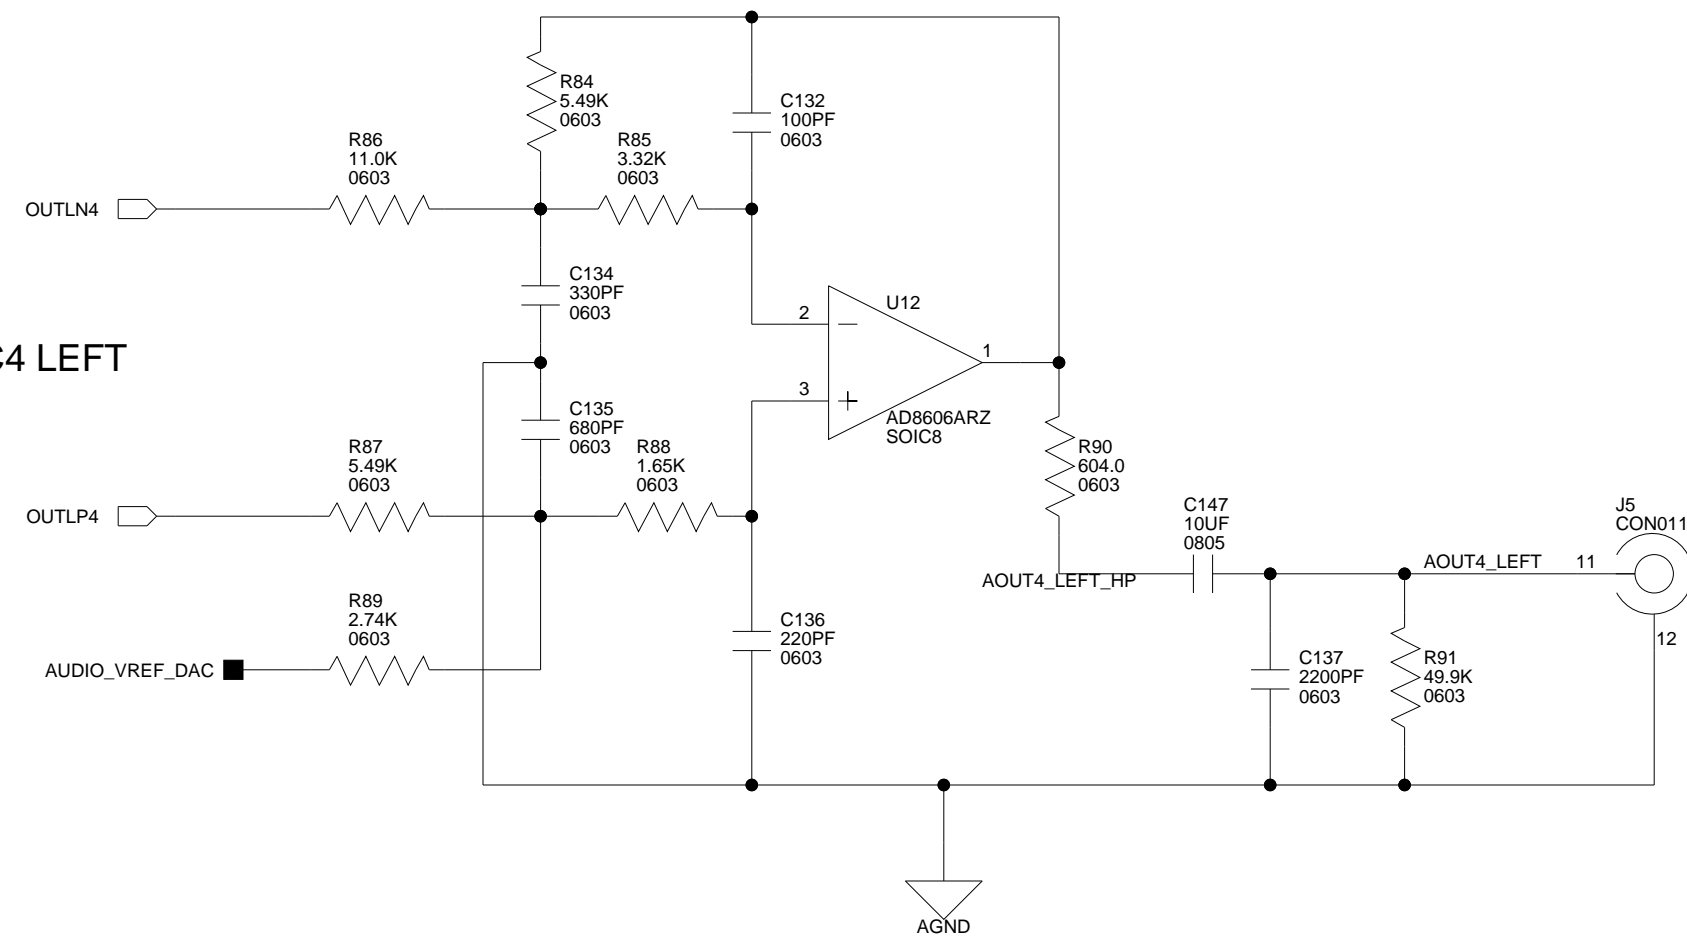 R84
5.49K
0603
C132
100PF
0603
R86
11.0K
0603
R85
3.32K
0603
OUTLN4
C134
330PF
0603
2
U12
C4 LEFT
1
3
C135
680PF
0603
AD8606ARZ
SOIC8
R87
5.49K
0603
R88
1.65K
0603
R90
604.0
0603
OUTLP4
C147
10UF
0805
J5
CON011
AOUT4_LEFT
11
AOUT4_LEFT_HP
R89
2.74K
0603
C136
220PF
0603
12
AUDIO_VREF_DAC
C137
2200PF
0603
R91
49.9K
0603
AGND